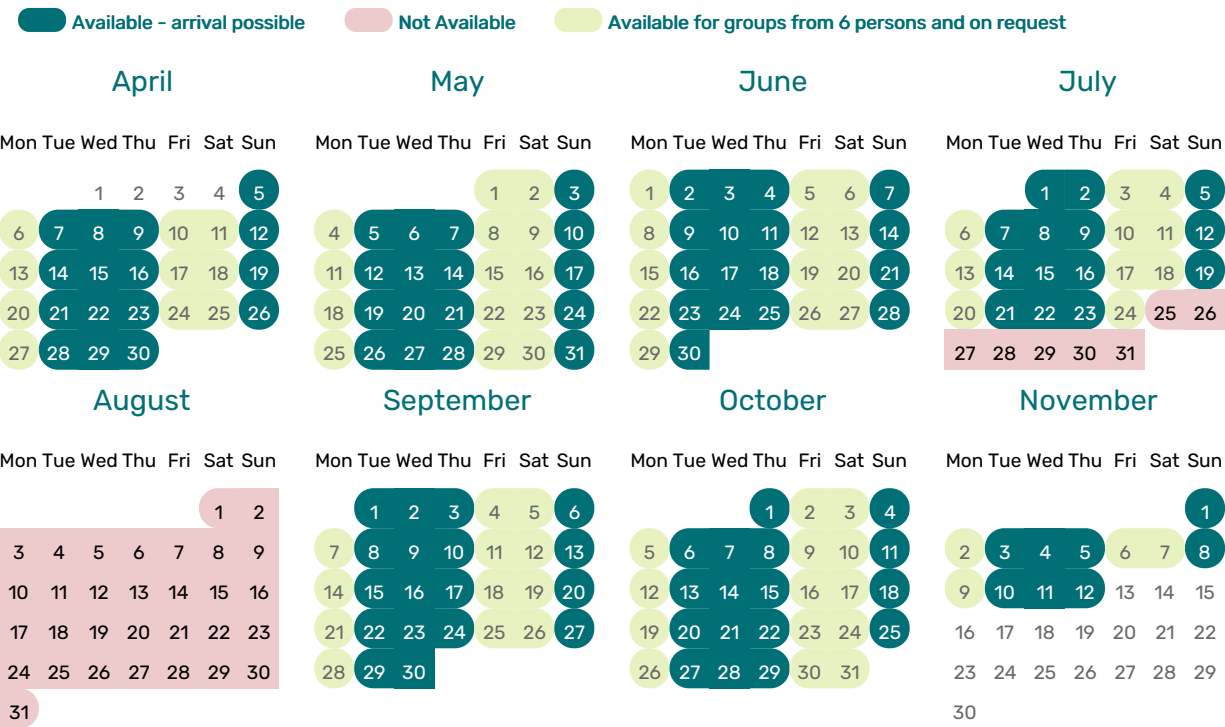 Available - arrival possible Not Available Available for groups from 6 persons and on request
April May June July
Mon Tue Wed Thu Fri Sat Sun Mon Tue Wed Thu Fri Sat Sun Mon Tue Wed Thu Fri Sat Sun Mon Tue Wed Thu Fri Sat Sun
1 2 3 4 5 1 2 3 1 2 3 4 5 6 7 1 2 3 4 5
6 7 8 9 10 11 12 4 5 6 7 8 9 10 8 9 10 11 12 13 14 6 7 8 9 10 11 12
13 14 15 16 17 18 19 11 12 13 14 15 16 17 15 16 17 18 19 20 21 13 14 15 16 17 18 19
20 21 22 23 24 25 26 18 19 20 21 22 23 24 22 23 24 25 26 27 28 20 21 22 23 24 25 26
27 28 29 30 25 26 27 28 29 30 31 29 30 27 28 29 30 31
August September October November
Mon Tue Wed Thu Fri Sat Sun Mon Tue Wed Thu Fri Sat Sun Mon Tue Wed Thu Fri Sat Sun Mon Tue Wed Thu Fri Sat Sun
1 2 1 2 3 4 5 6 1 2 3 4 1
3 4 5 6 7 8 9 7 8 9 10 11 12 13 5 6 7 8 9 10 11 2 3 4 5 6 7 8
10 11 12 13 14 15 16 14 15 16 17 18 19 20 12 13 14 15 16 17 18 9 10 11 12 13 14 15
17 18 19 20 21 22 23 21 22 23 24 25 26 27 19 20 21 22 23 24 25 16 17 18 19 20 21 22
24 25 26 27 28 29 30 28 29 30 26 27 28 29 30 31 23 24 25 26 27 28 29
31 30